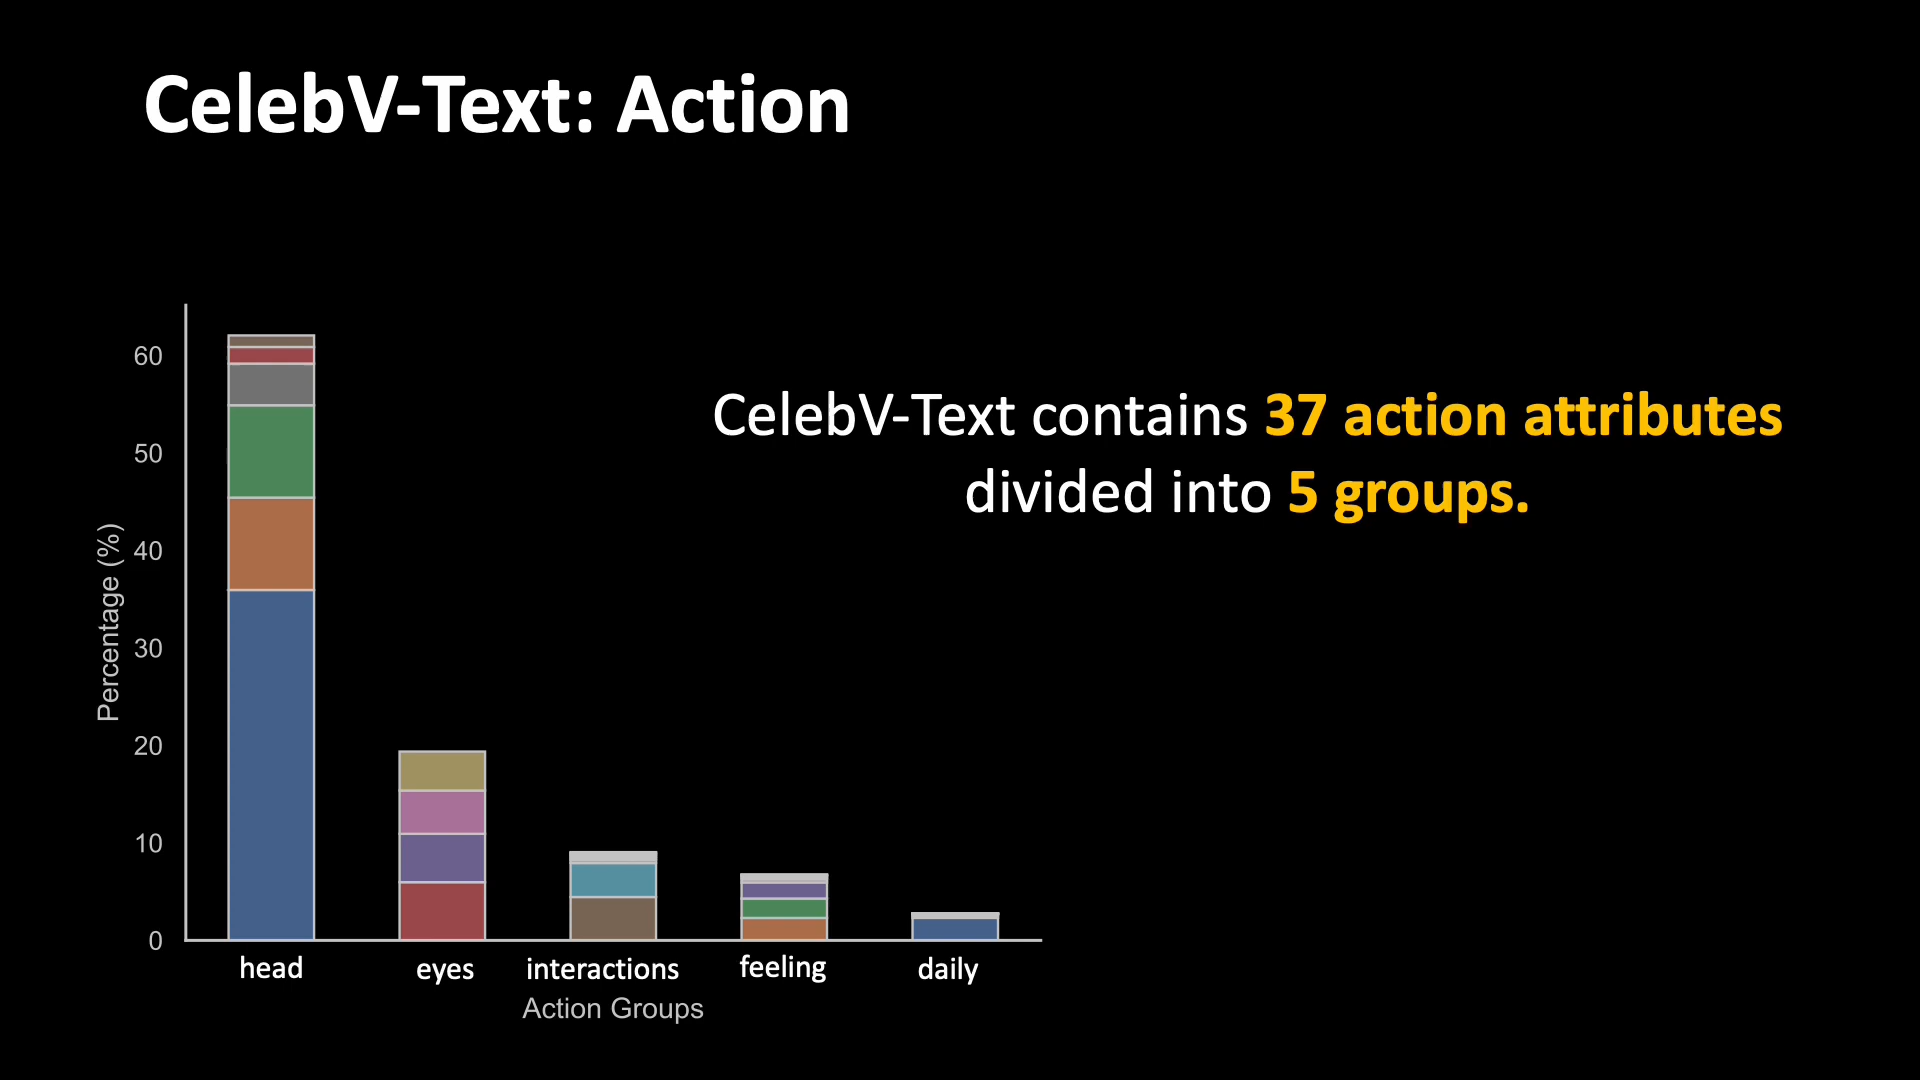 CelebV-Text: Action
CelebV-Text contains 37 action attributes
divided into 5 groups.
Percentage (%)
60
50
40
30
20
10
0
head
eyes
interactions
feeling
daily
Action Groups